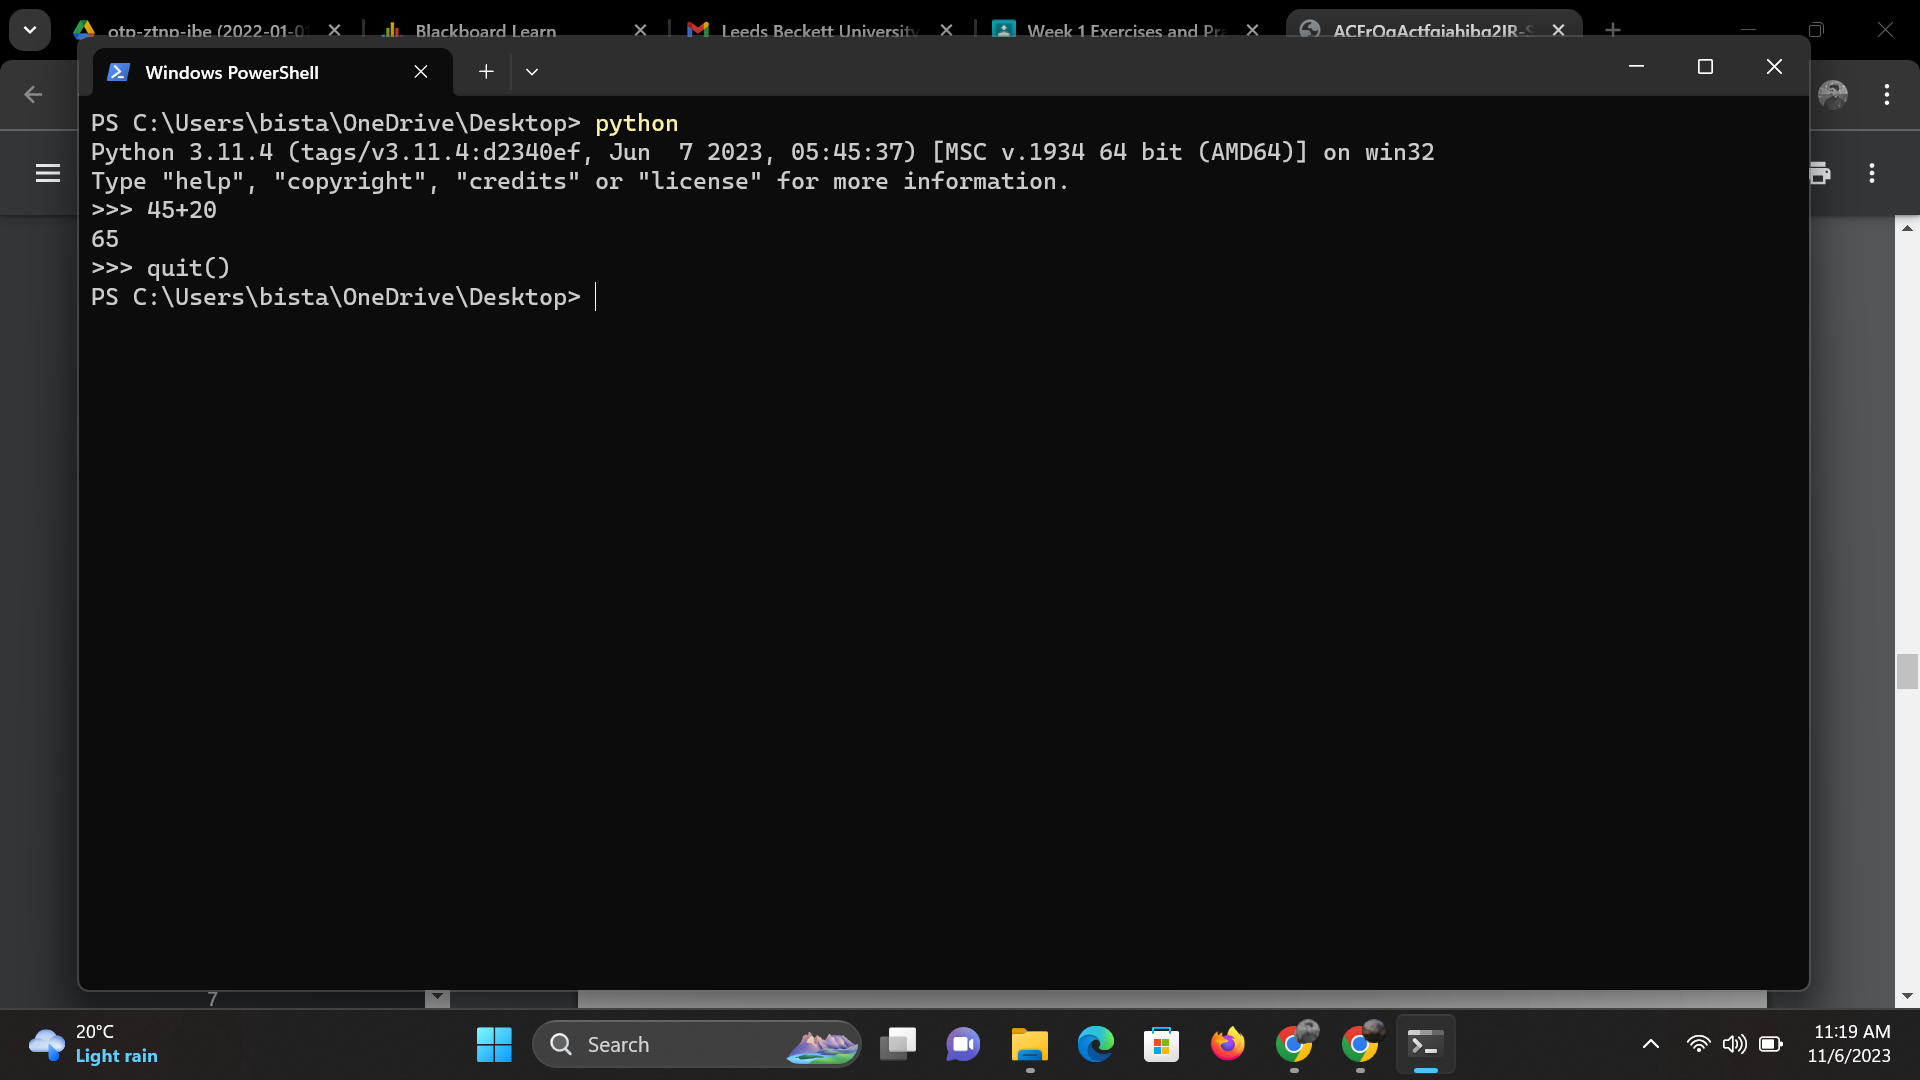 otp-ztnp-ibe (2022-01-0
Blackboard Learn
Leeds Beckett University
Week 1 Exercises and Pra
Windows PowerShell
PS C:\Users\bista\OneDrive\Desktop> python
Python 3.11.4 (tags/v3.11.4:d2340ef, Jun  7 2023, 05:45:37) [MSC v.1934 64 bit (AMD64)] on win32
Type "help", "copyright", "credits" or "license" for more information.
>>> 45+20
65
>>> quit()
PS C:\Users\bista\OneDrive\Desktop>
7
20°C
Light rain
Search
11:19 AM
11/6/2023